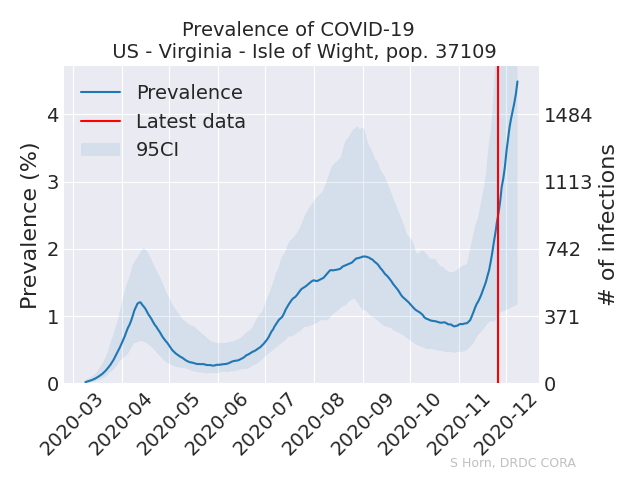 Prevalence of COVID-19
US - Virginia - Isle of Wight, pop. 37109
Prevalence
Latest data
95CI
Prevalence (%)
4
3
2
1
0
1484
1113
742
371
0
# of infections
2020-03
2020-04
2020-05
2020-06
2020-07
2020-08
2020-09
2020-10
2020-11
2020-12
S Horn, DRDC CORA